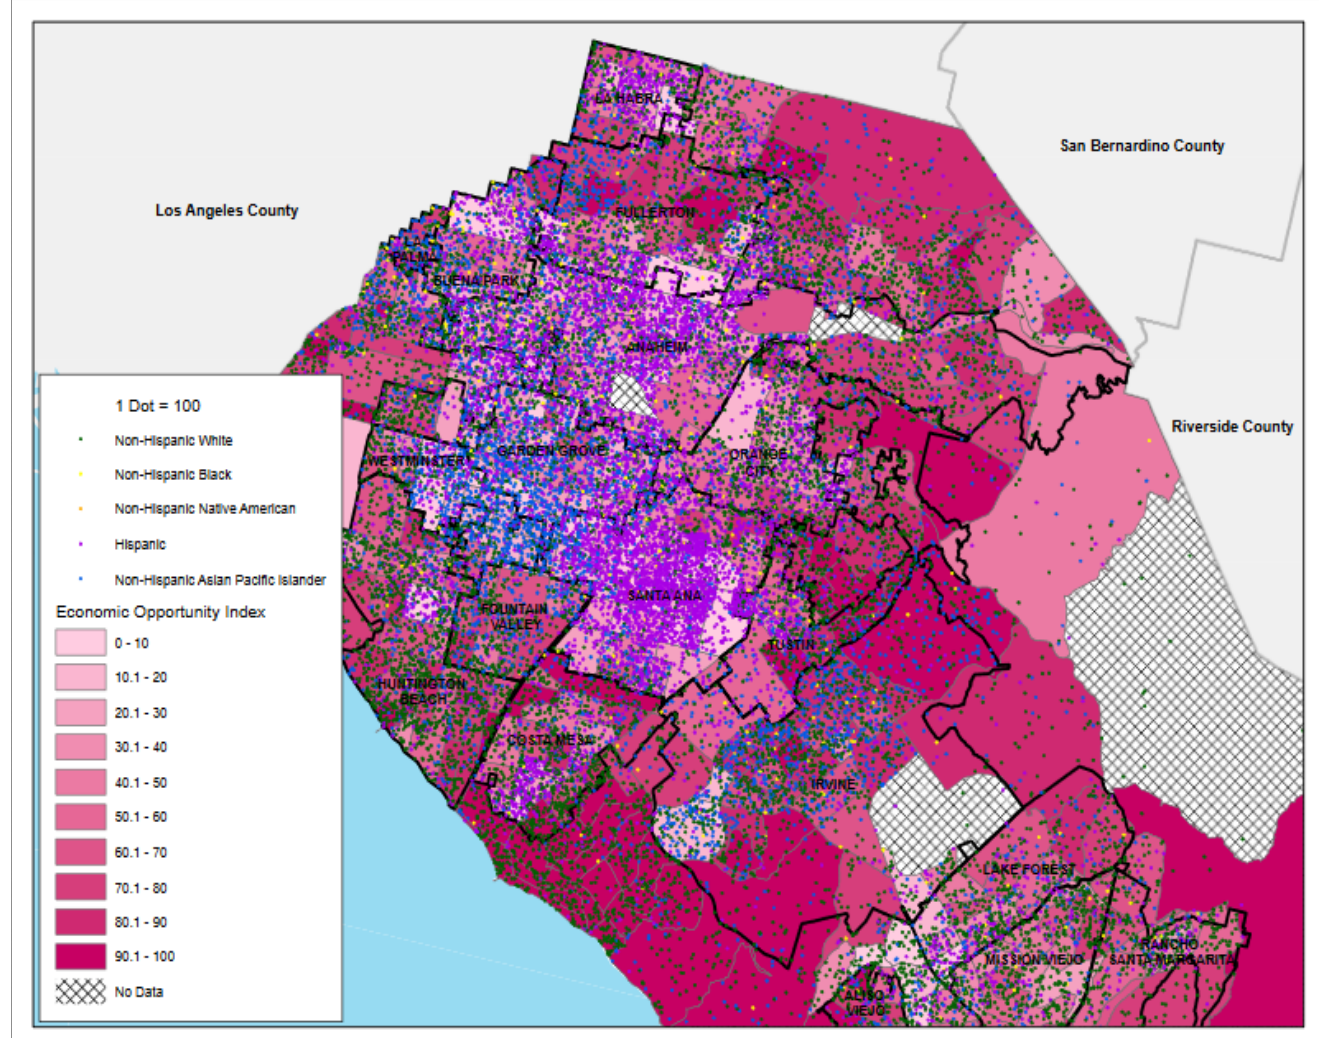 San Bernardino County
Los Angeles County
Riverside County
LA HABRA
FULLERTON
LA
PALMA
BUENA PARK
ANAHEIM
WESTMINSTER
GARDEN GROVE
ORANGE
CITY
SANTA ANA
FOUNTAIN
VALLEY
TUSTIN
HUNTINGTON
BEACH
COSTA MESA
IRVINE
LAKE FOREST
MISSION VIEJO
RANCHO
SANTA MARGARITA
ALISO
VIEJO
1 Dot = 100
Non-Hispanic White
Non-Hispanic Black
Non-Hispanic Native American
Hispanic
Non-Hispanic Asian Pacific Islander
Economic Opportunity Index
0 - 10
10.1 - 20
20.1 - 30
30.1 - 40
40.1 - 50
50.1 - 60
60.1 - 70
70.1 - 80
80.1 - 90
90.1 - 100
No Data